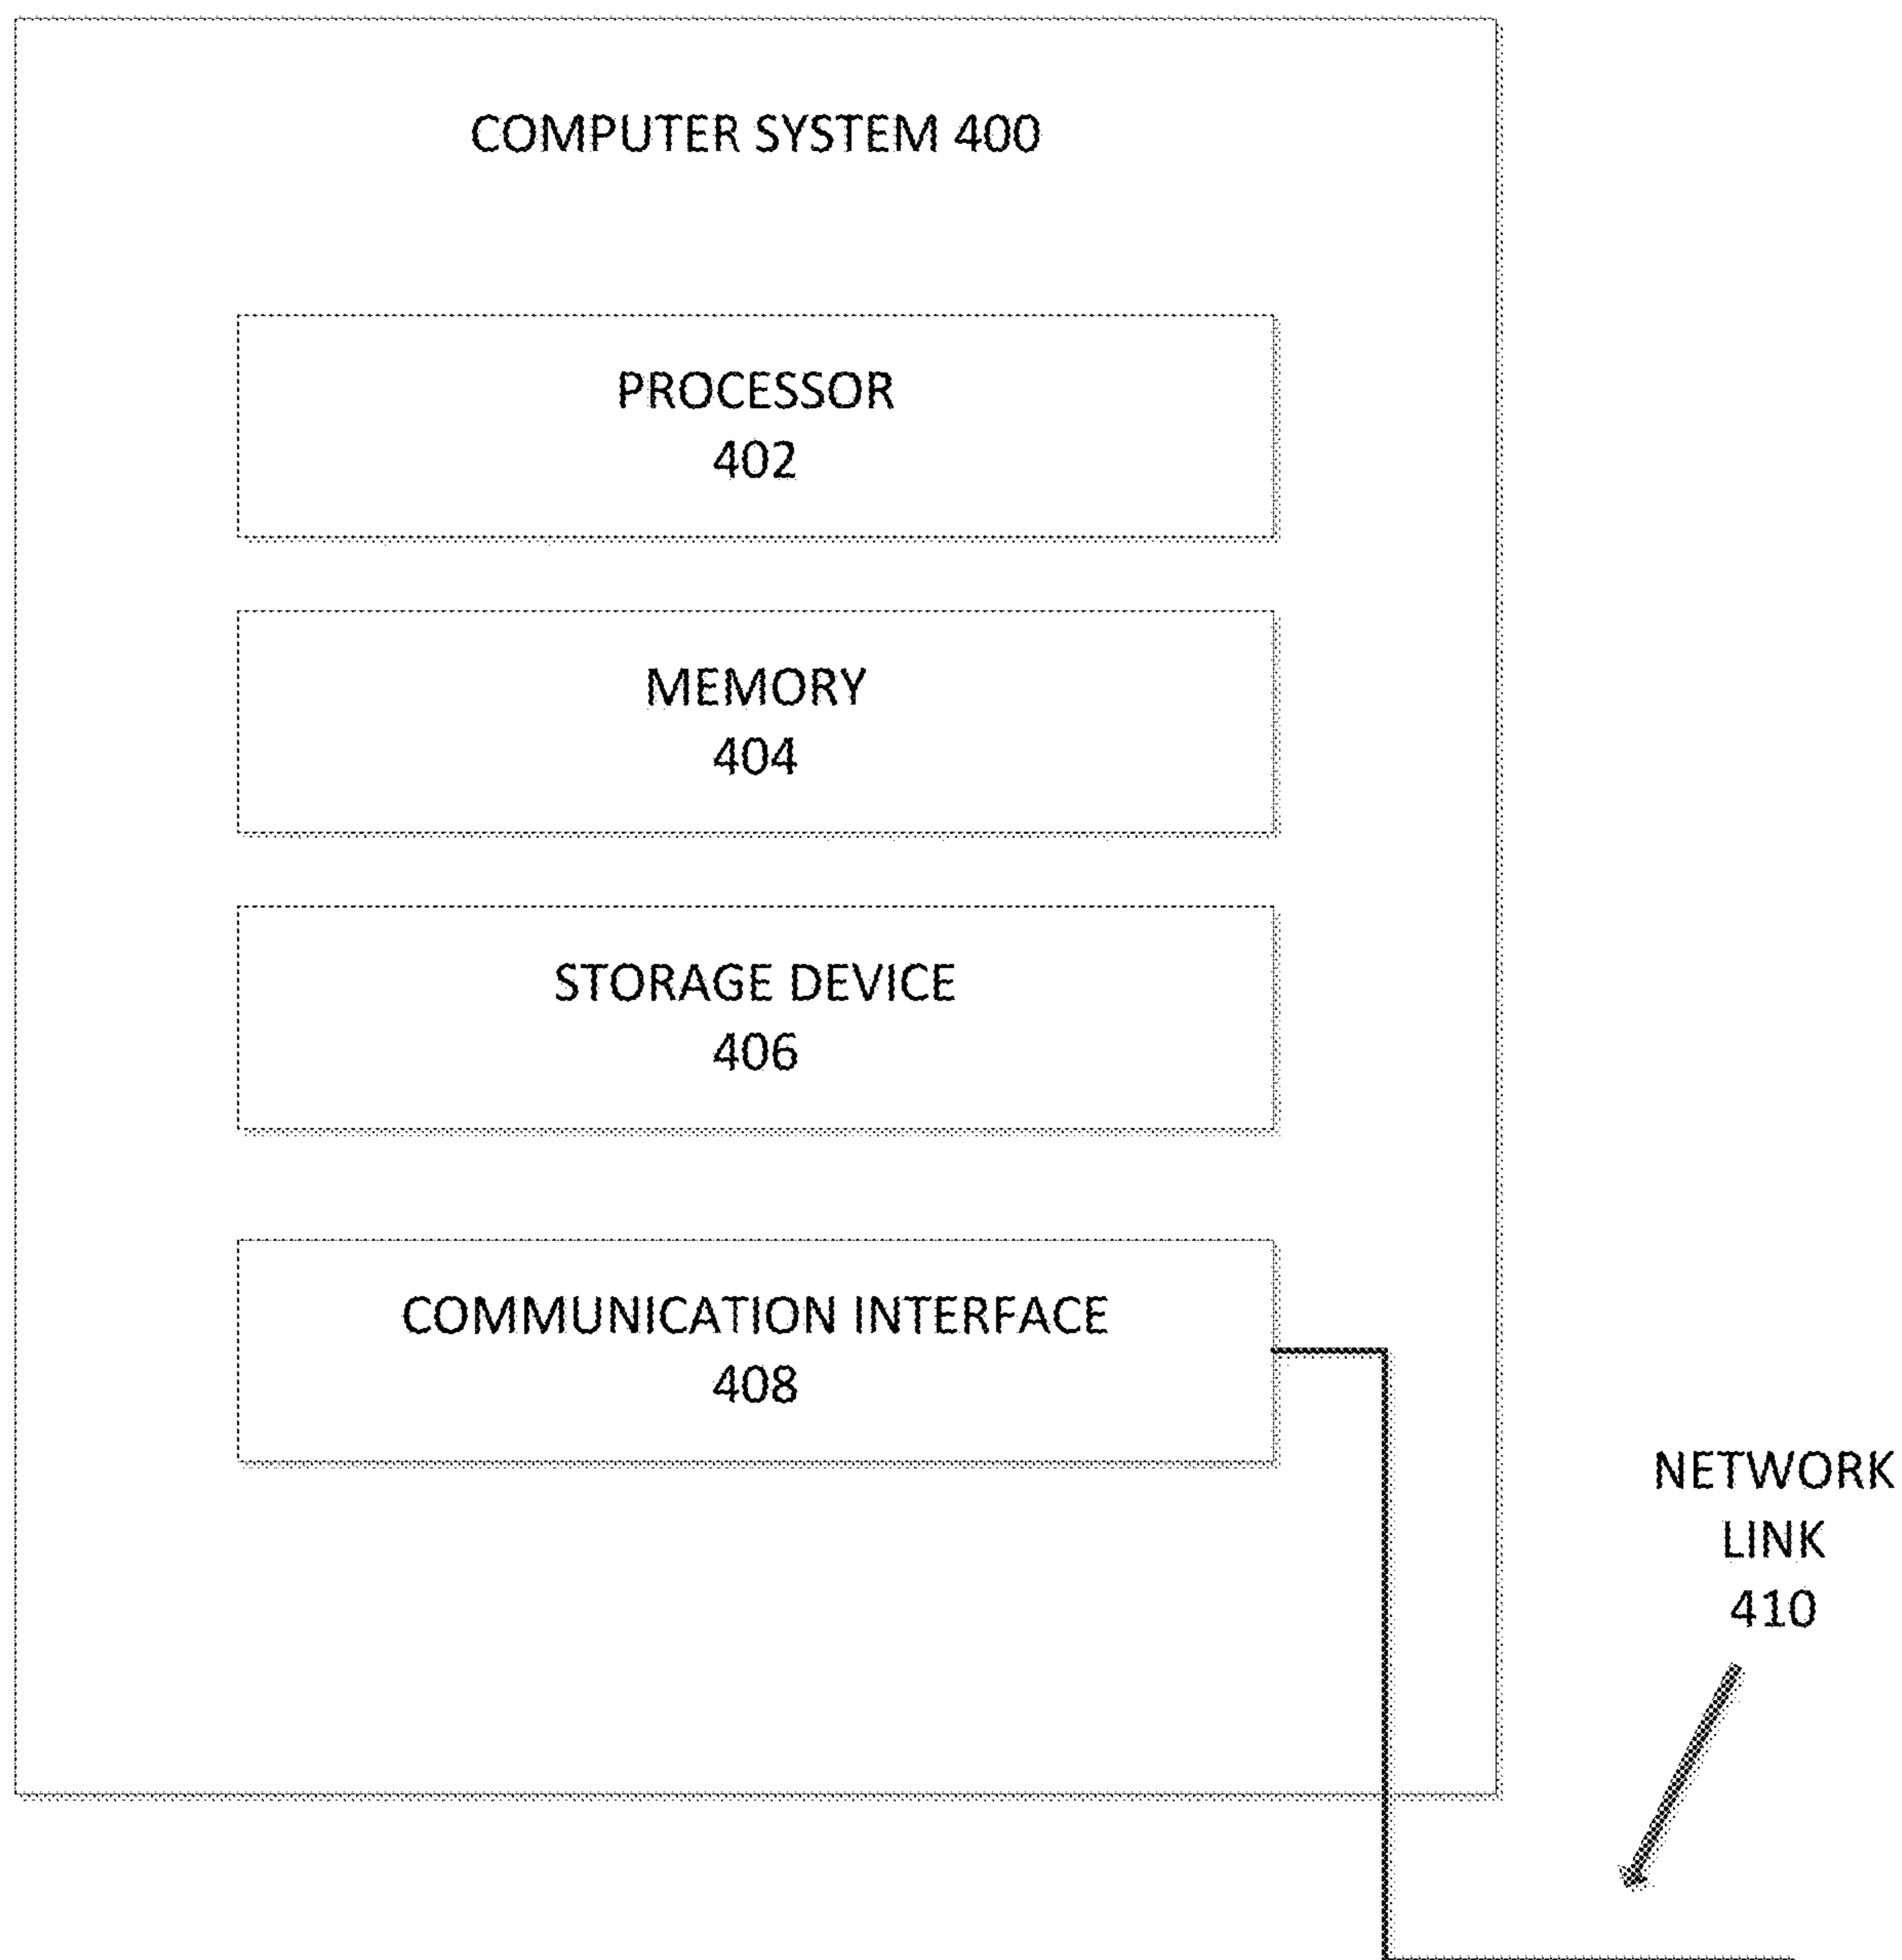 COMPUTER SYSTEM 400
PROCESSOR
402
MEMORY
404
STORAGE DEVICE
406
COMMUNICATION INTERFACE
408
NETWORK
LINK
410